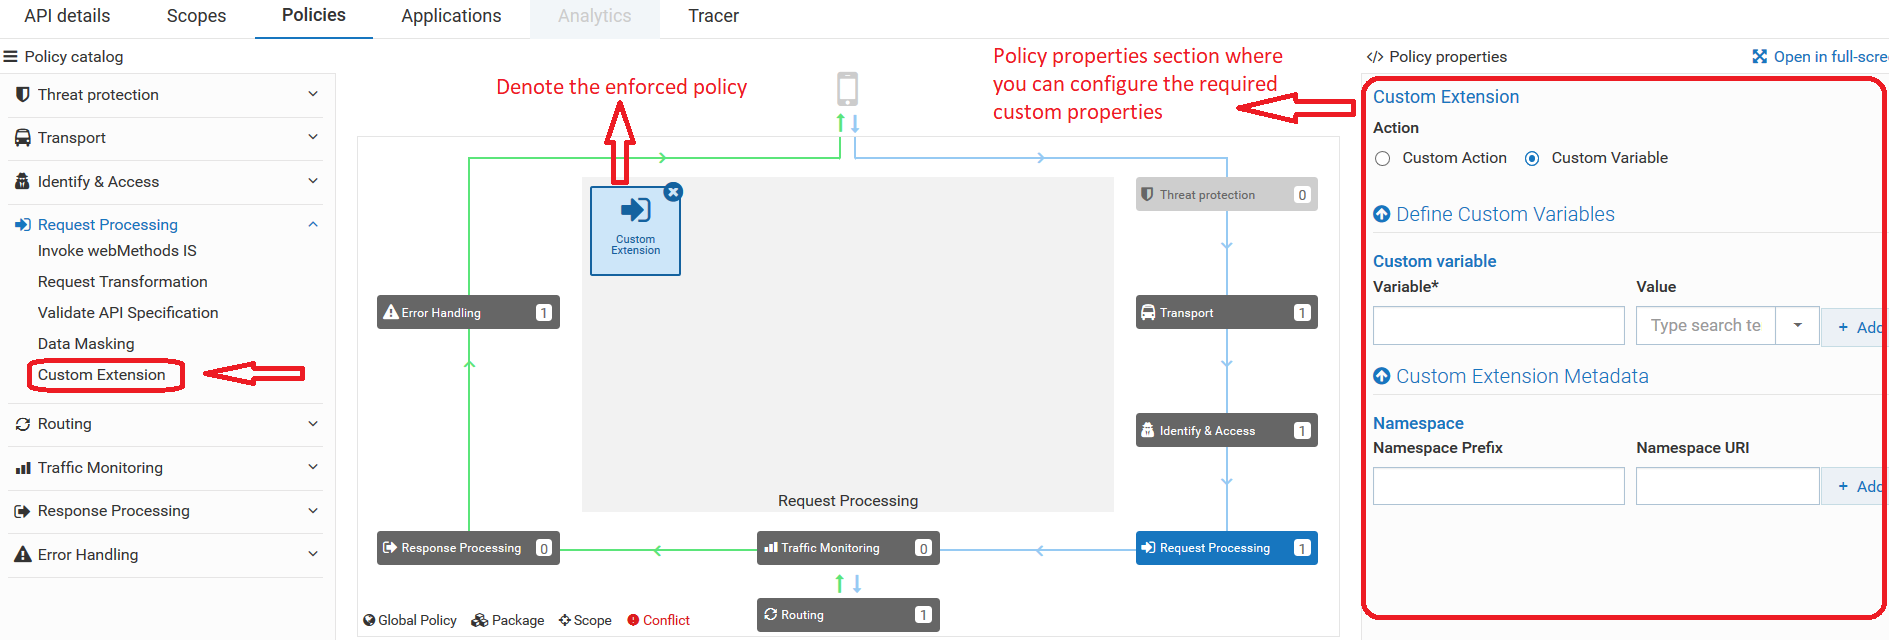 API details
Scopes
Policies
Applications
Analytics
Tracer
Policy catalog
Threat protection
Transport
Identify & Access
Request Processing
Invoke webMethods IS
Request Transformation
Validate API Specification
Data Masking
Custom Extension
Routing
Traffic Monitoring
Response Processing
Error Handling
Denote the enforced policy
Policy properties section where
you can configure the required
custom properties
Custom
Extension
Threat protection 0
Error Handling 1
Transport 1
Identify & Access 1
Request Processing
Response Processing 0
Traffic Monitoring 0
Request Processing 1
Routing 1
Global Policy
Package
Scope
Conflict
</> Policy properties
Open in full-scre
Custom Extension
Action
Custom Action
Custom Variable
Define Custom Variables
Custom variable
Variable*
Value
Type search te
+ Add
Custom Extension Metadata
Namespace
Namespace Prefix
Namespace URI
+ Add